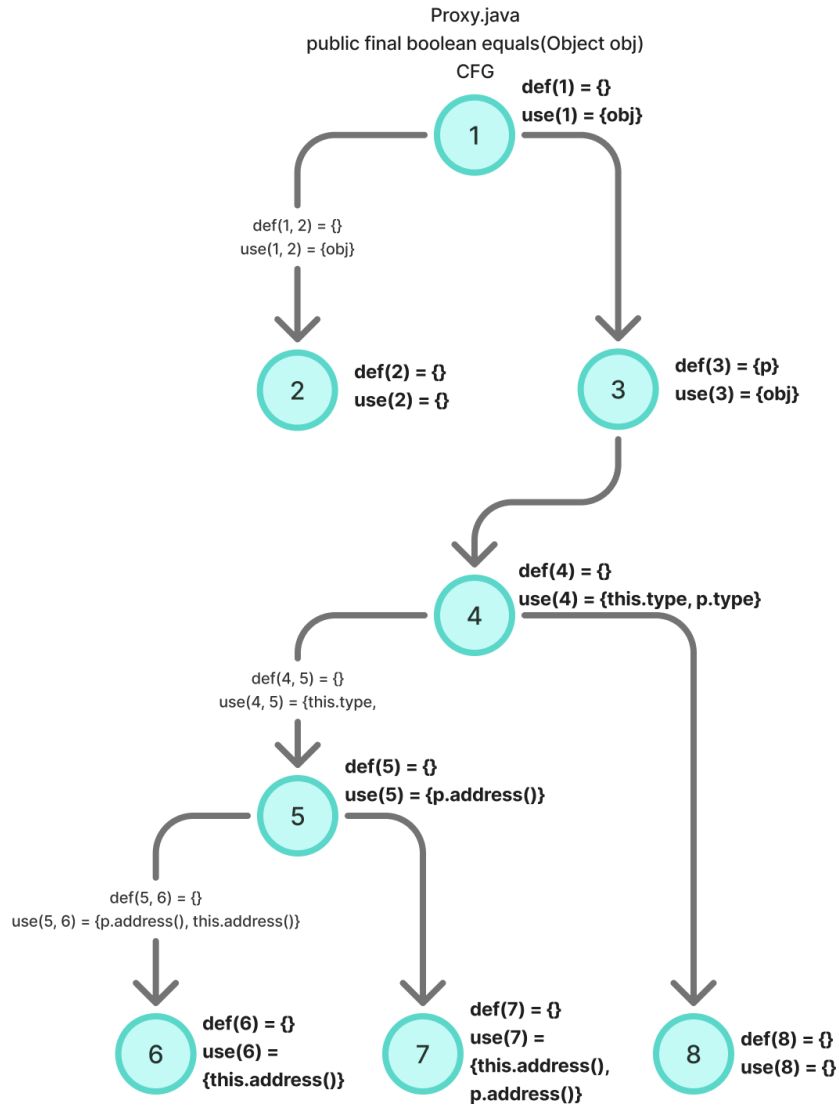 Proxy.java
public final boolean equals(Object obj)
CFG
def(1) = {}
use(1) = {obj}
1
def(1, 2) = {}
use(1, 2) = {obj}
2
def(2) = {}
use(2) = {}
3
def(3) = {p}
use(3) = {obj}
4
def(4) = {}
use(4) = {this.type, p.type}
def(4, 5) = {}
use(4, 5) = {this.type,
5
def(5) = {}
use(5) = {p.address()}
def(5, 6) = {}
use(5, 6) = {p.address(), this.address()}
6
def(6) = {}
use(6) =
{this.address()}
7
def(7) = {}
use(7) =
{this.address(),
p.address()}
8
def(8) = {}
use(8) = {}